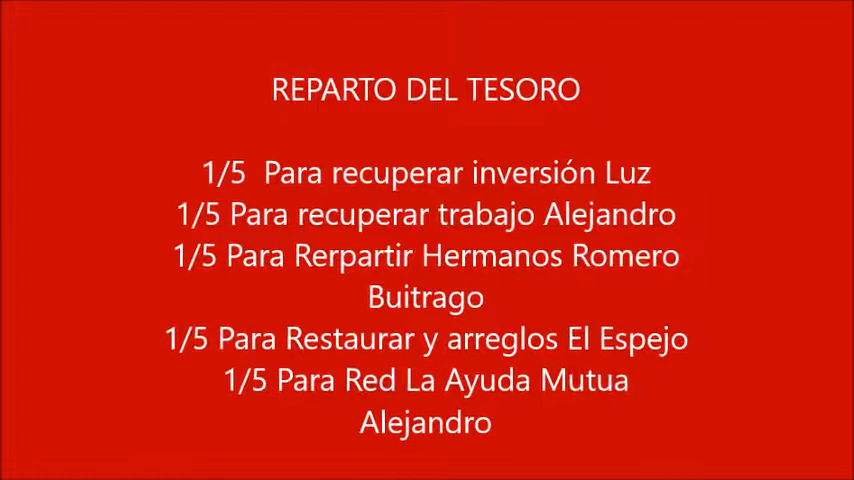 REPARTO DEL TESORO
1/5  Para recuperar inversión Luz
1/5 Para recuperar trabajo Alejandro
1/5 Para Rerpartir Hermanos Romero
Buitrago
1/5 Para Restaurar y arreglos El Espejo
1/5 Para Red La Ayuda Mutua
Alejandro